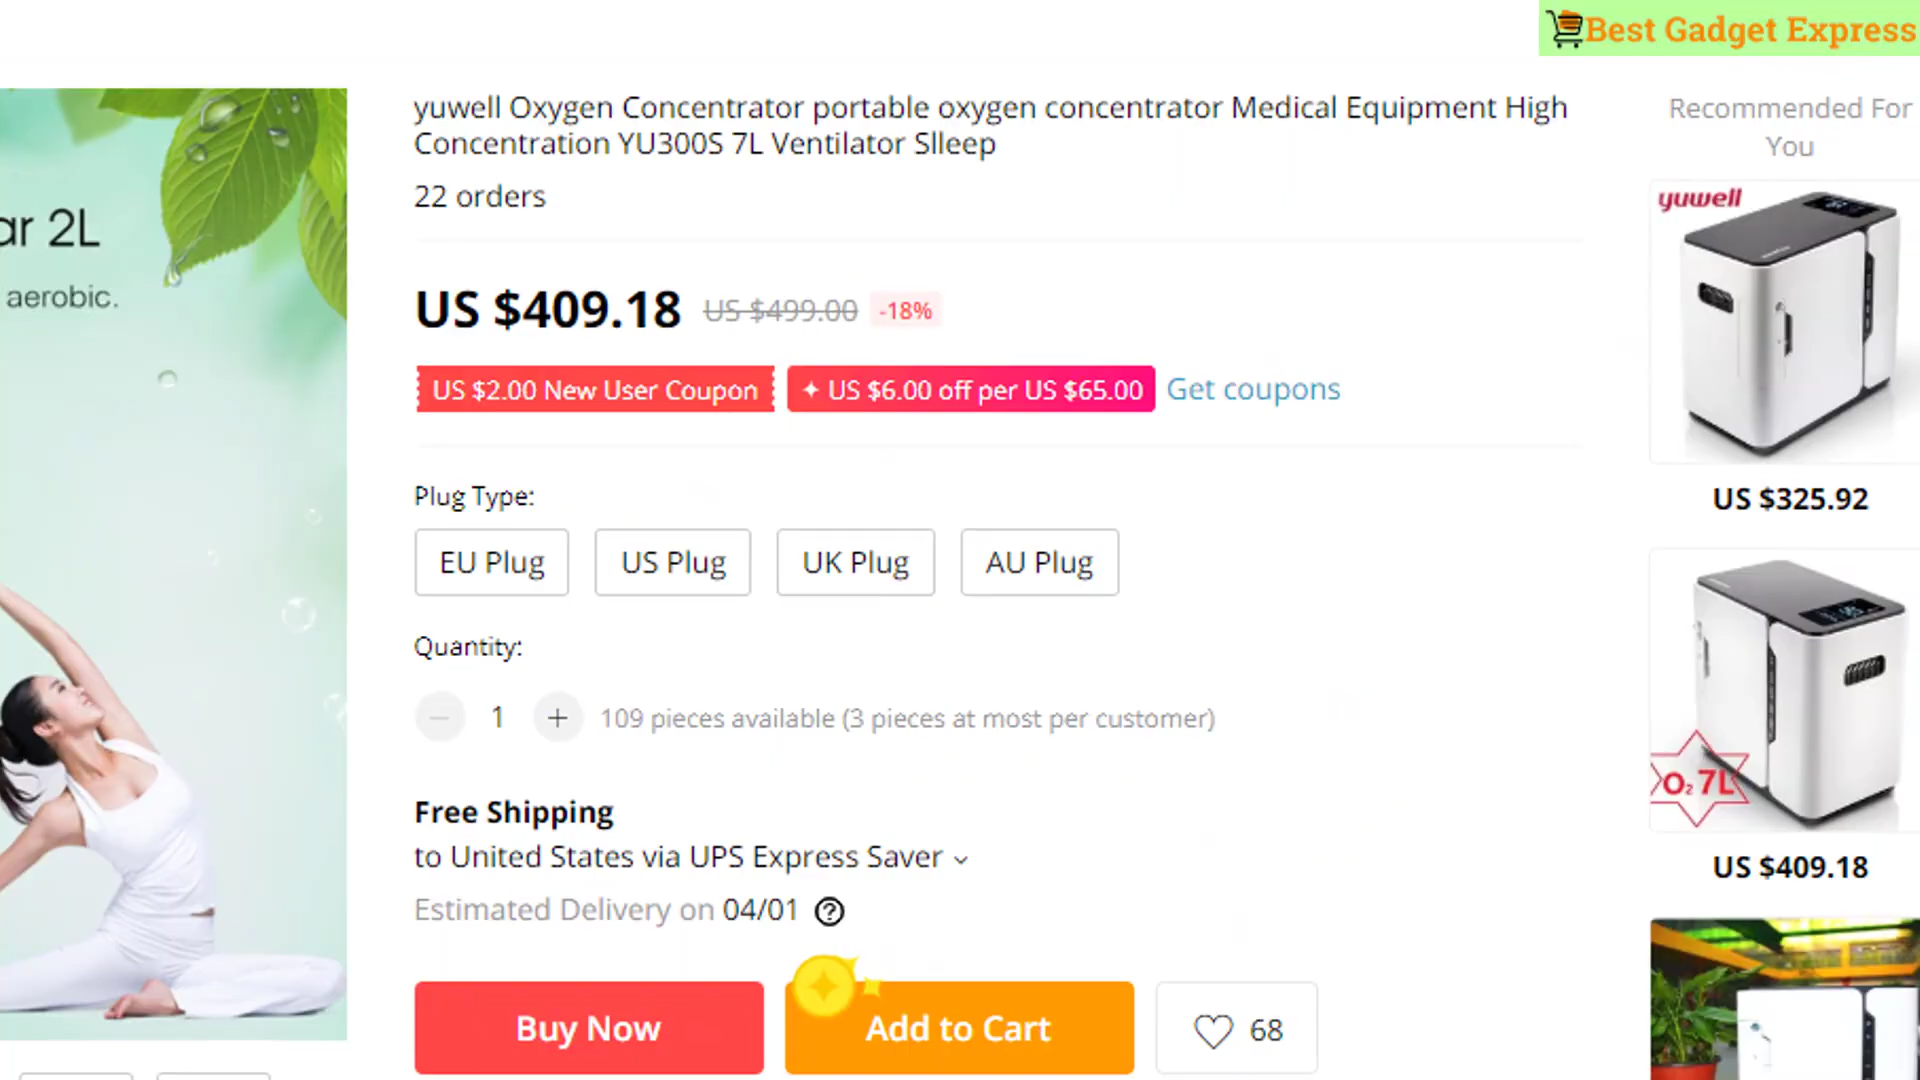 Best Gadget Express
ar 2L
aerobic.
yuwell Oxygen Concentrator portable oxygen concentrator Medical Equipment High
Concentration YU300S 7L Ventilator Slleep
22 orders
US $409.18 US $499.00 -18%
US $2.00 New User Coupon ✦ US $6.00 off per US $65.00 Get coupons
Plug Type:
EU Plug US Plug UK Plug AU Plug
Quantity:
− 1 + 109 pieces available (3 pieces at most per customer)
Free Shipping
to United States via UPS Express Saver
Estimated Delivery on 04/01 ?
Buy Now Add to Cart 68
Recommended For
You
yuwell
US $325.92
O₂ 7L
US $409.18